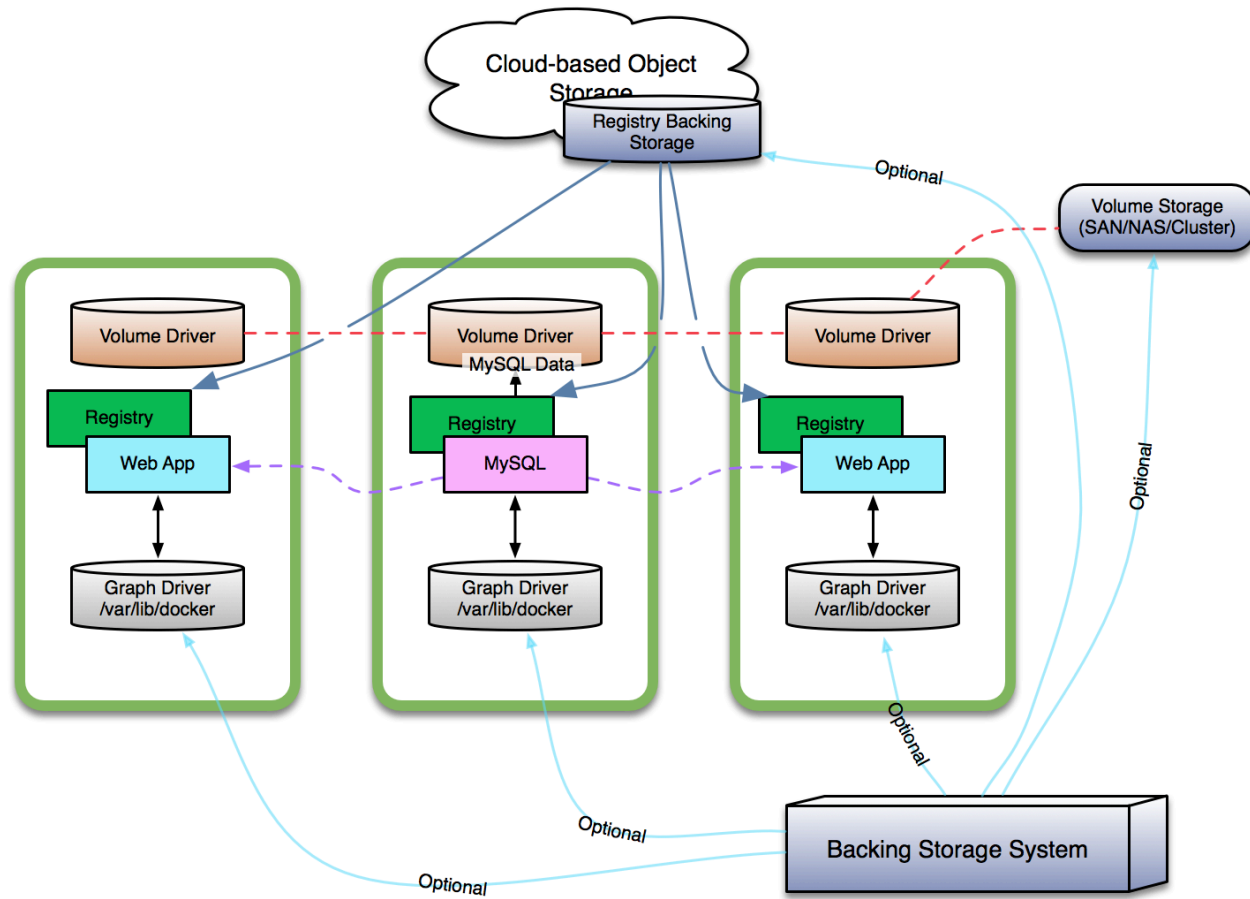 Cloud-based Object
Storage
Registry Backing
Storage
Optional
Volume Storage
(SAN/NAS/Cluster)
Volume Driver
Volume Driver
Volume Driver
MySQL Data
Registry
Registry
Registry
Web App
MySQL
Web App
Optional
Graph Driver
/var/lib/docker
Graph Driver
/var/lib/docker
Graph Driver
/var/lib/docker
Optional
Optional
Backing Storage System
Optional